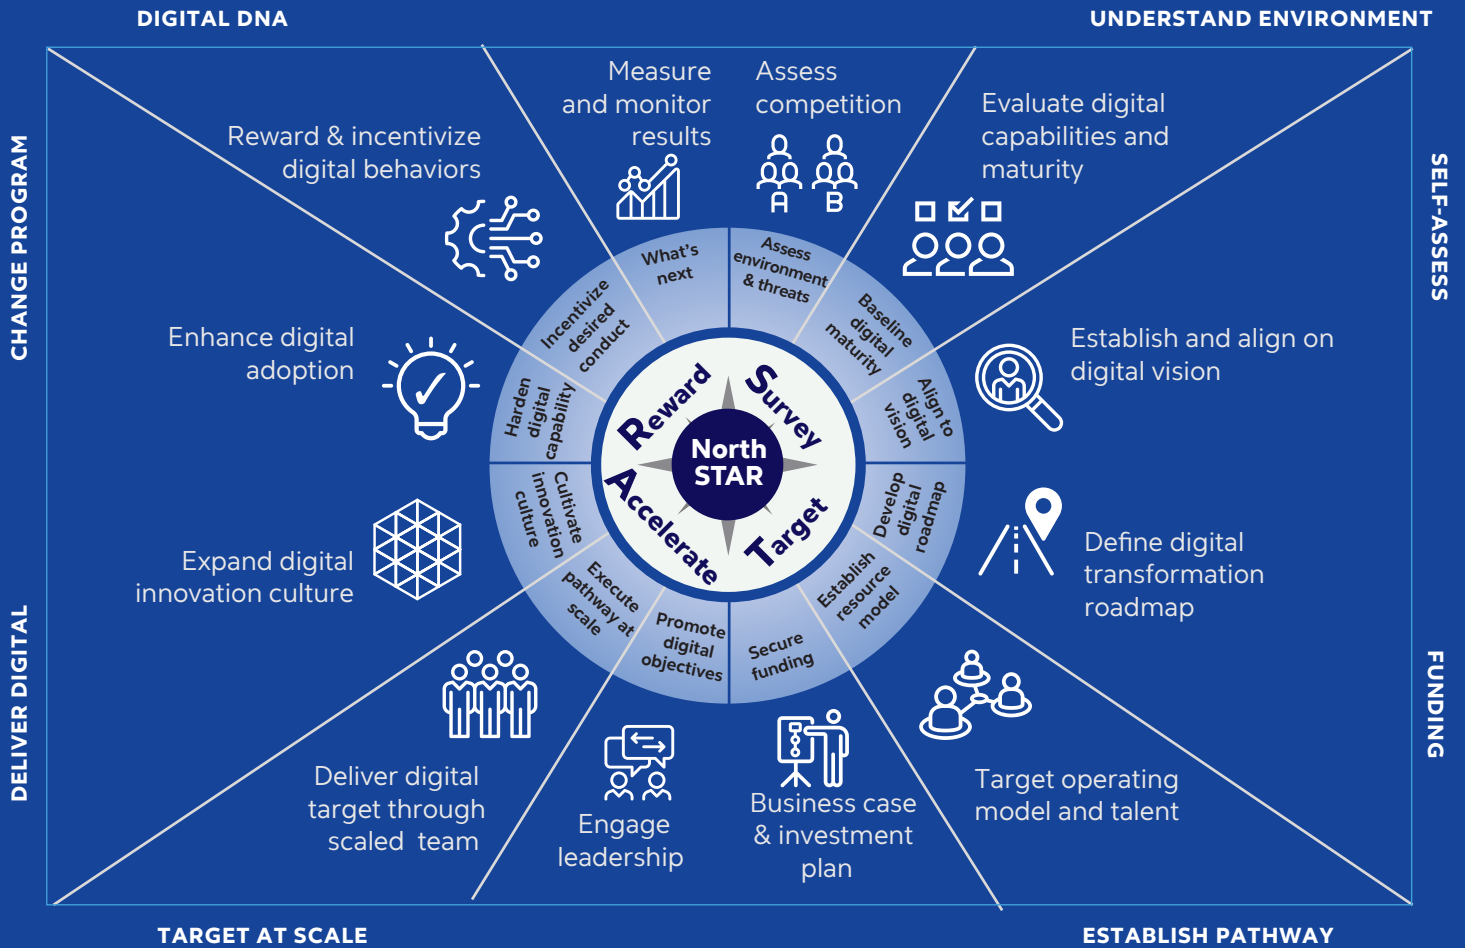 DIGITAL DNA
UNDERSTAND ENVIRONMENT
CHANGE PROGRAM
DELIVER DIGITAL
SELF-ASSESS
FUNDING
TARGET AT SCALE
ESTABLISH PATHWAY
Measure
and monitor
results
Assess
competition
A
B
Evaluate digital
capabilities and
maturity
Establish and align on
digital vision
Define digital
transformation
roadmap
Target operating
model and talent
Business case
& investment
plan
Engage
leadership
Deliver digital
target through
scaled team
Expand digital
innovation culture
Enhance digital
adoption
Reward & incentivize
digital behaviors
What's
next
Assess
environment
& threats
Baseline
digital
maturity
Align to
digital
vision
Develop
digital
roadmap
Establish
resource
model
Secure
funding
Promote
digital
objectives
Execute
pathway at
scale
Cultivate
innovation
culture
Harden
digital
capability
Incentivize
desired
conduct
Survey
Target
Accelerate
Reward
North
STAR